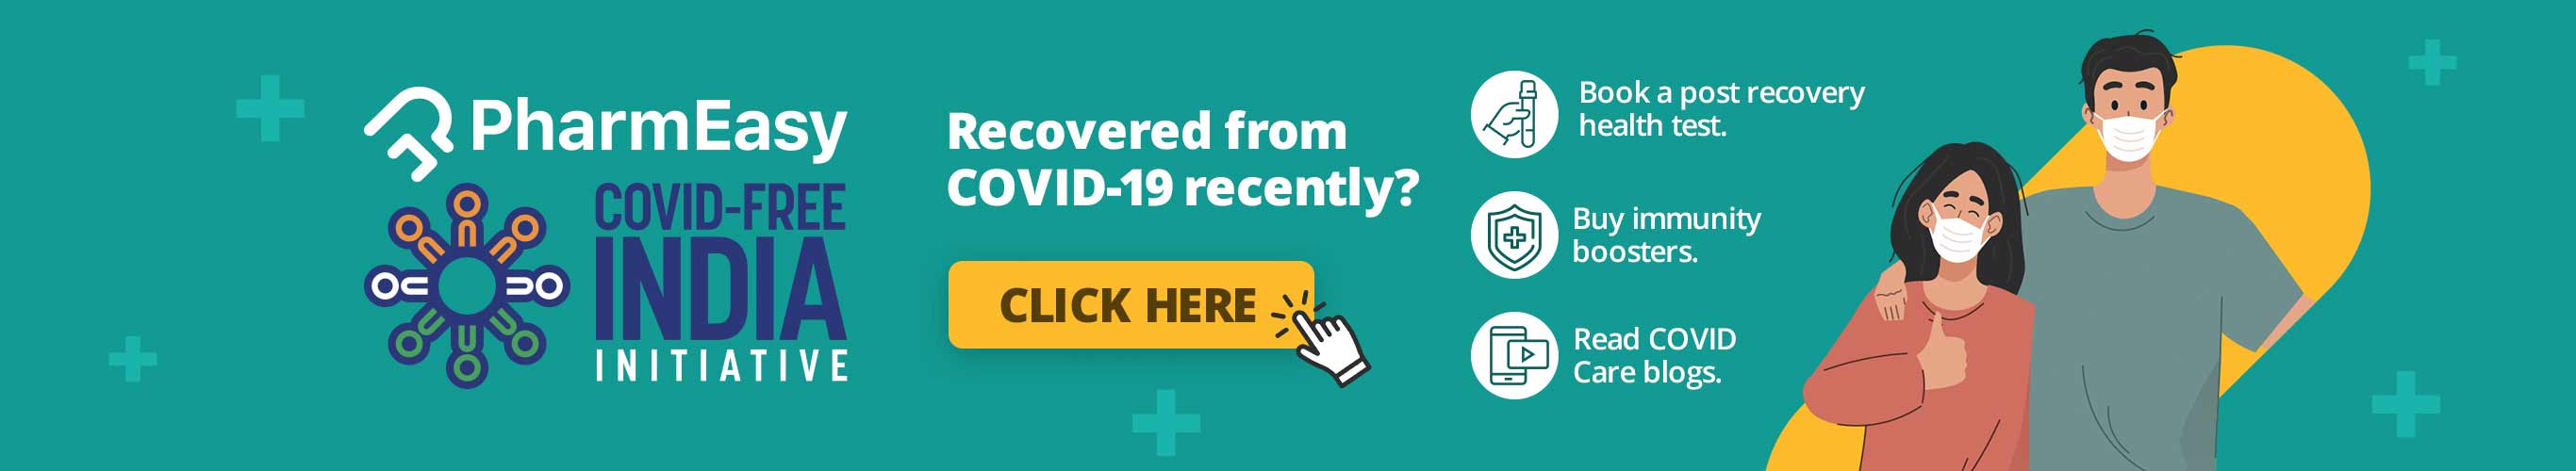 PharmEasy
COVID-FREE
INDIA
INITIATIVE
Recovered from
COVID-19 recently?
CLICK HERE
Book a post recovery
health test.
Buy immunity
boosters.
Read COVID
Care blogs.